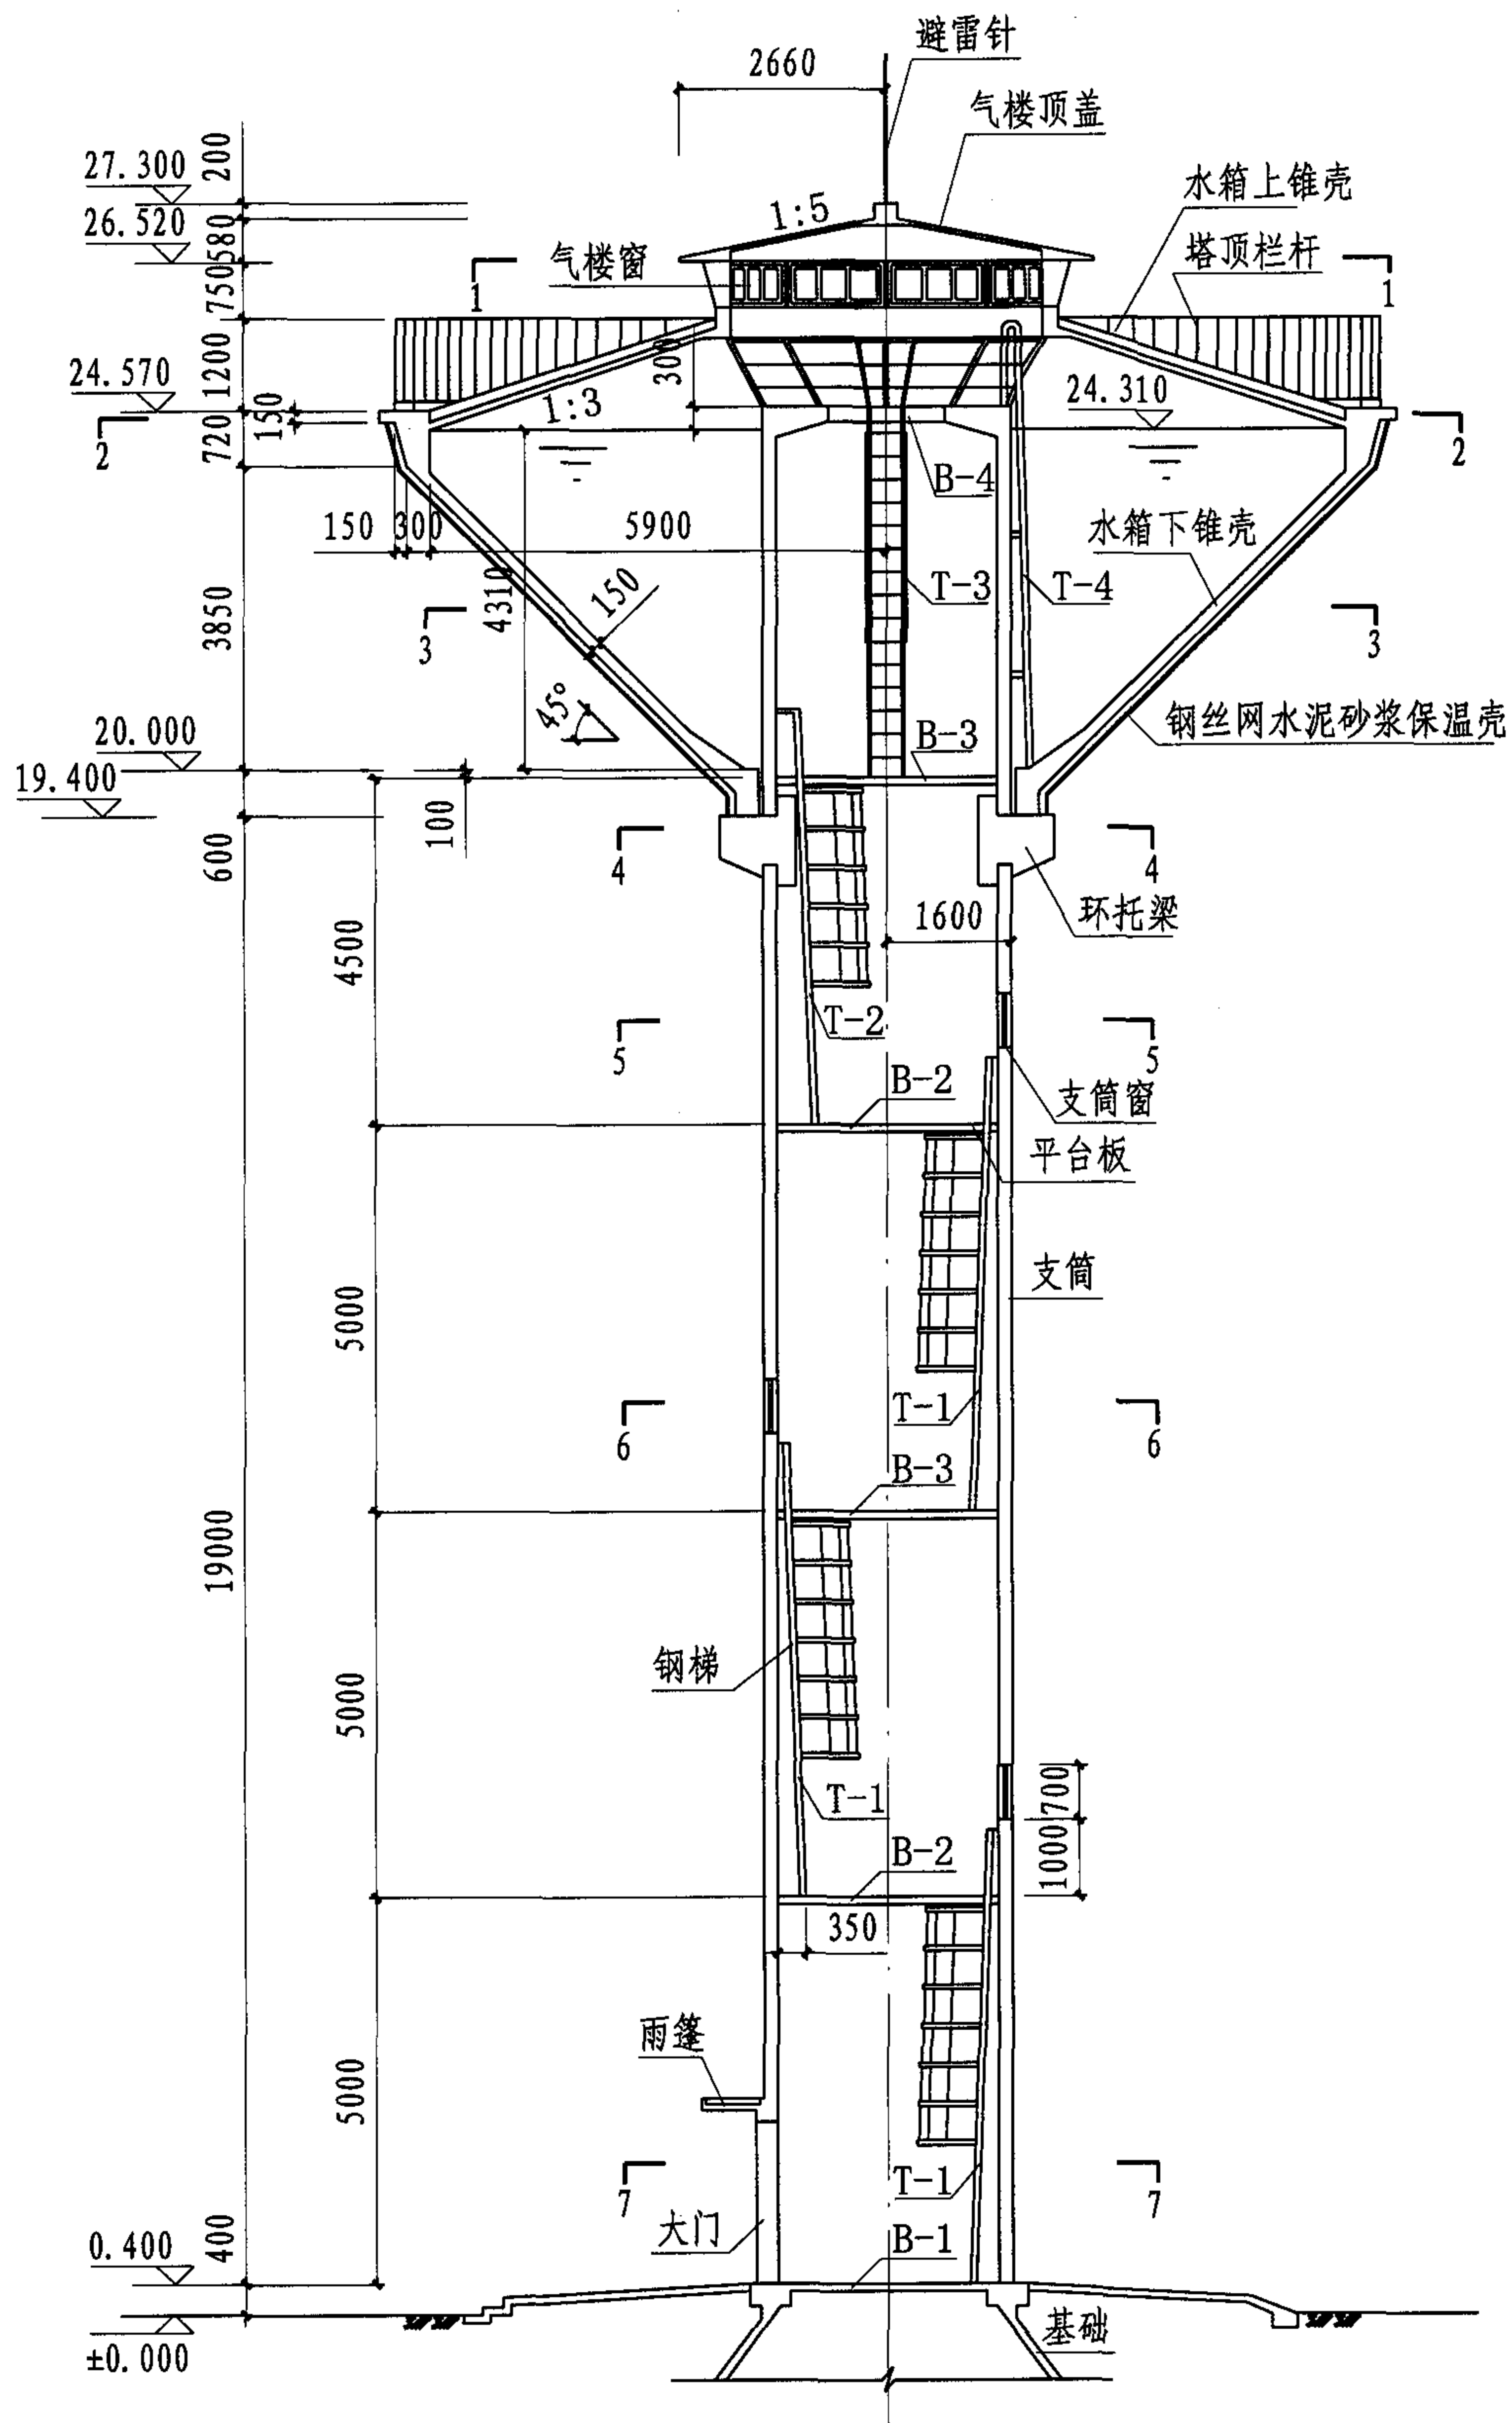 避雷针
2660
气楼顶盖
200
27.300
水箱上锥壳
1:5
26.520
580
气楼窗
塔顶栏杆
750
1
1
1200
300
24.570
24.310
150
1:3
720
2
2
B-4
150
300
5900
水箱下锥壳
4310
T-3
T-4
150
3850
3
3
45°
钢丝网水泥砂浆保温壳
20.000
B-3
19.400
100
600
4
4
1600
环托梁
4500
T-2
5
5
B-2
支筒窗
平台板
支筒
5000
T-1
6
6
B-3
19000
钢梯
5000
T-1
700
1000
B-2
350
雨篷
5000
T-1
7
7
大门
400
0.400
B-1
基础
±0.000